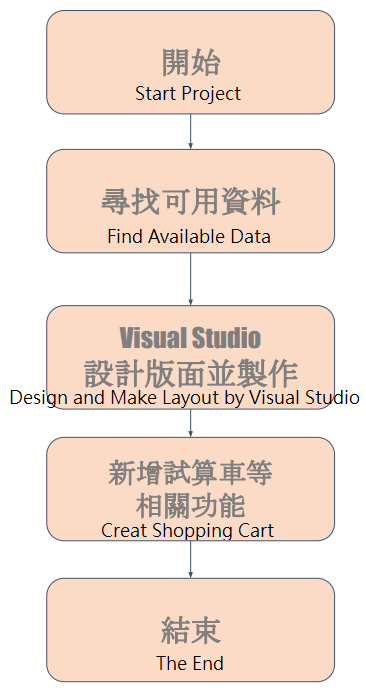 開始
Start Project
尋找可用資料
Find Available Data
Visual Studio
設計版面並製作
Design and Make Layout by Visual Studio
新增試算車等
相關功能
Creat Shopping Cart
結束
The End